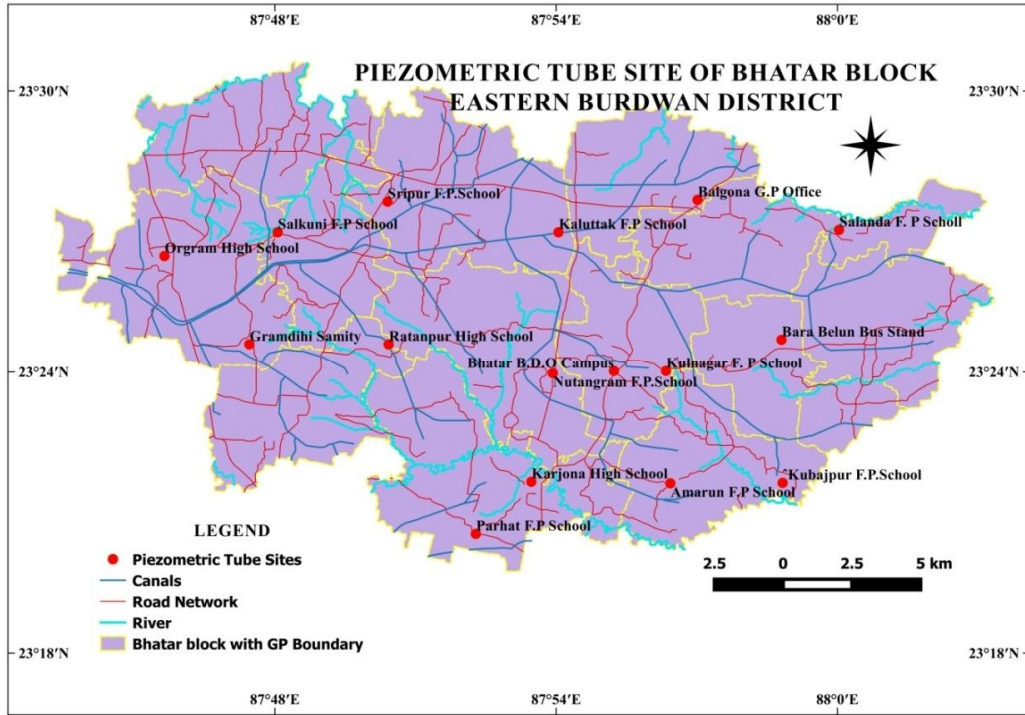 87°48'E 87°54'E 88°0'E
PIEZOMETRIC TUBE SITE OF BHATAR BLOCK
EASTERN BURDWAN DISTRICT
23°30'N 23°30'N
Sripur F.P.School
Balgona G.P Office
Salkuni F.P School
Kaluttak F.P School
Salanda F. P Scholl
Orgram High School
Gramdihi Samity
Ratanpur High School
Bara Belun Bus Stand
Bhatar B.D.O Campus
Kulnagar F. P School
23°24'N 23°24'N
Nutangram F.P.School
Karjona High School
Kubajpur F.P.School
Amarun F.P School
Parhat F.P School
LEGEND
Piezometric Tube Sites
Canals
Road Network
River
Bhatar block with GP Boundary
2.5 0 2.5 5 km
23°18'N 23°18'N
87°48'E 87°54'E 88°0'E